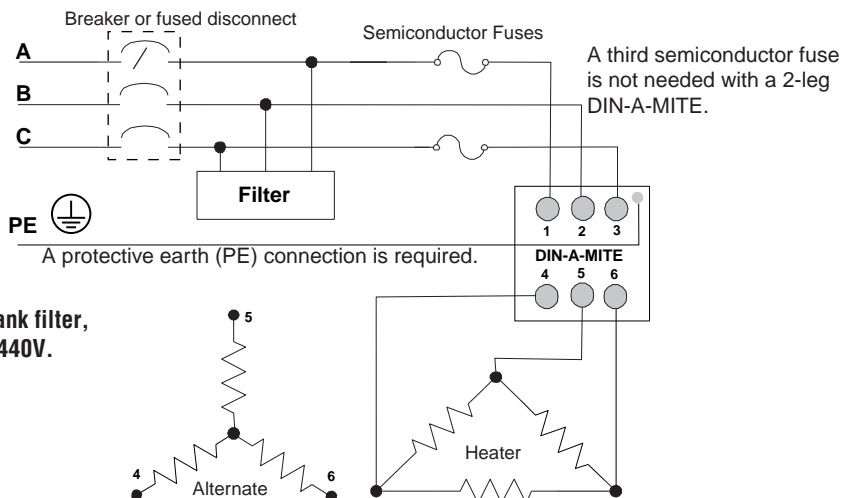 Breaker or fused disconnect
Semiconductor Fuses
A
B
C
A third semiconductor fuse
is not needed with a 2-leg
DIN-A-MITE.
Filter
PE
A protective earth (PE) connection is required.
1 2 3
DIN-A-MITE
4 5 6
ank filter,
440V.
5
4
6
Alternate
Heater